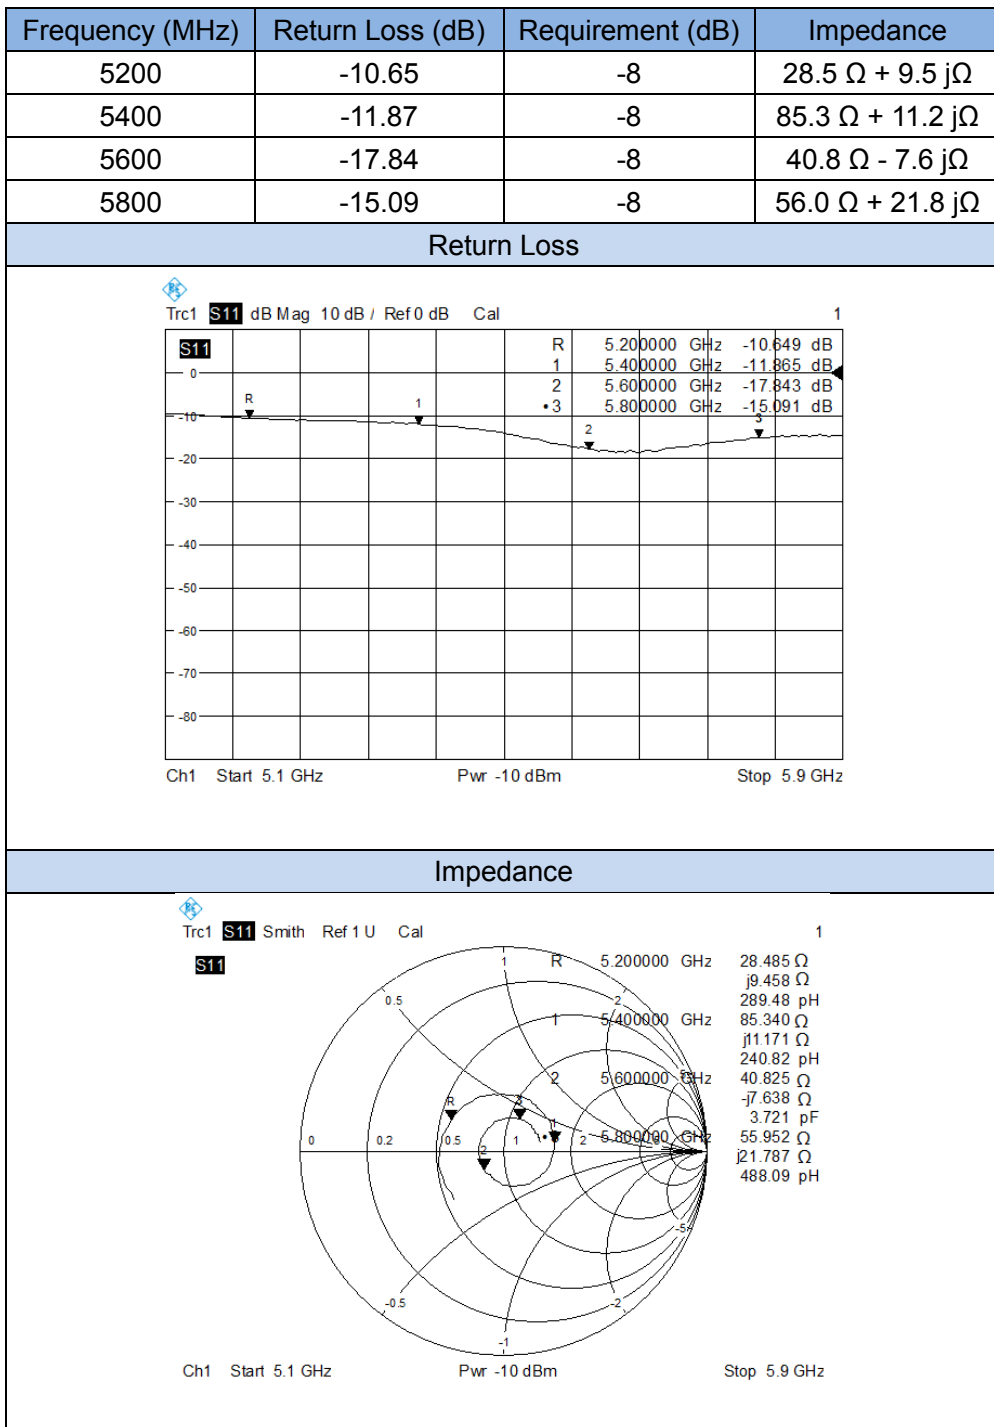 Frequency (MHz) Return Loss (dB) Requirement (dB) Impedance
5200 -10.65 -8 28.5 Ω + 9.5 jΩ
5400 -11.87 -8 85.3 Ω + 11.2 jΩ
5600 -17.84 -8 40.8 Ω - 7.6 jΩ
5800 -15.09 -8 56.0 Ω + 21.8 jΩ
Return Loss
Trc1 S11 dB Mag 10 dB / Ref 0 dB Cal 1
S11
R 5.200000 GHz -10.649 dB
1 5.400000 GHz -11.865 dB
2 5.600000 GHz -17.843 dB
•3 5.800000 GHz -15.091 dB
0
-10
-20
-30
-40
-50
-60
-70
-80
R
1
2
3
Ch1 Start 5.1 GHz Pwr -10 dBm Stop 5.9 GHz
Impedance
Trc1 S11 Smith Ref 1 U Cal 1
S11
R 5.200000 GHz 28.485 Ω
j9.458 Ω
289.48 pH
1 5.400000 GHz 85.340 Ω
j11.171 Ω
240.82 pH
2 5.600000 GHz 40.825 Ω
-j7.638 Ω
3.721 pF
•3 5.800000 GHz 55.952 Ω
j21.787 Ω
488.09 pH
1
0.5
2
5
R
3
1
2
0 0.2 0.5 1 2 5
-5
-0.5
-2
-1
Ch1 Start 5.1 GHz Pwr -10 dBm Stop 5.9 GHz